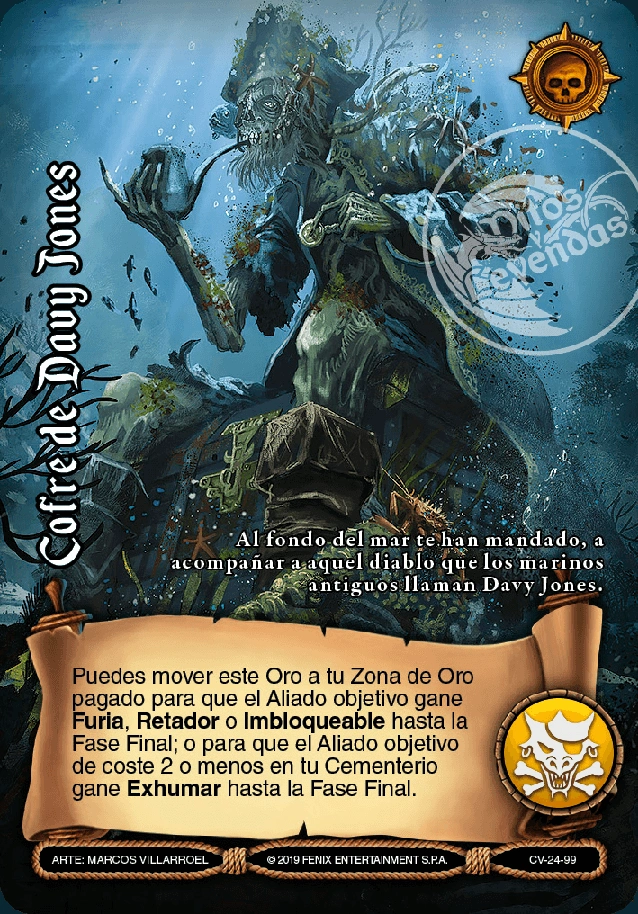 Mitos y Leyendas
Cofre de Davy Jones
Al fondo del mar te han mandado, a
acompañar a aquel diablo que los marinos
antiguos llaman Davy Jones.
Puedes mover este Oro a tu Zona de Oro
pagado para que el Aliado objetivo gane
Furia, Retador o Imbloqueable hasta la
Fase Final; o para que el Aliado objetivo
de coste 2 o menos en tu Cementerio
gane Exhumar hasta la Fase Final.
ARTE: MARCOS VILLARROEL
© 2019 FENIX ENTERTAINMENT S.P.A.
CV-24-99